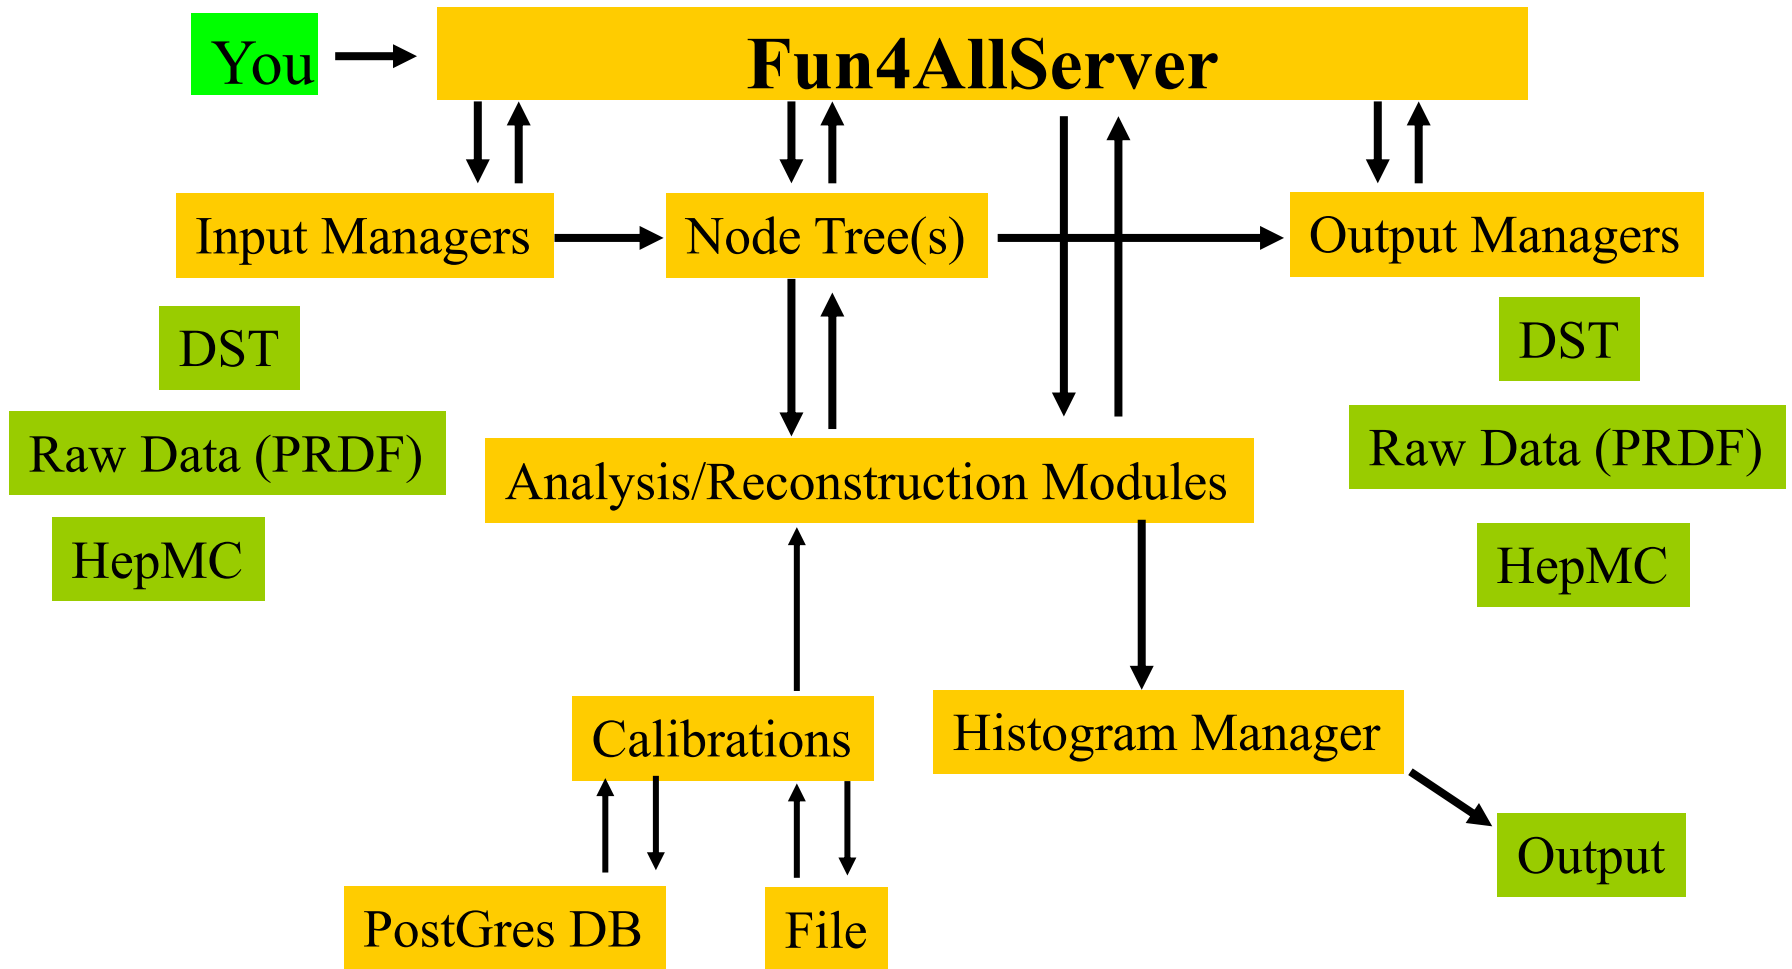 You
Fun4AllServer
Input Managers
Node Tree(s)
Output Managers
DST
DST
Raw Data (PRDF)
Raw Data (PRDF)
Analysis/Reconstruction Modules
HepMC
HepMC
Calibrations
Histogram Manager
Output
PostGres DB
File